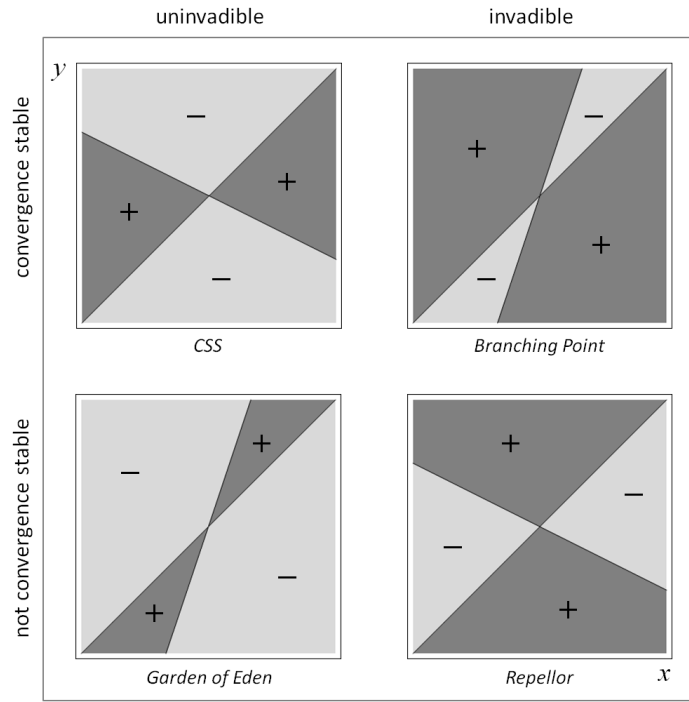 uninvadible invadible
convergence stable
y
−
+
+
−
−
+
+
−
CSS Branching Point
not convergence stable
−
+
+
−
+
−
−
+
Garden of Eden Repellor
x